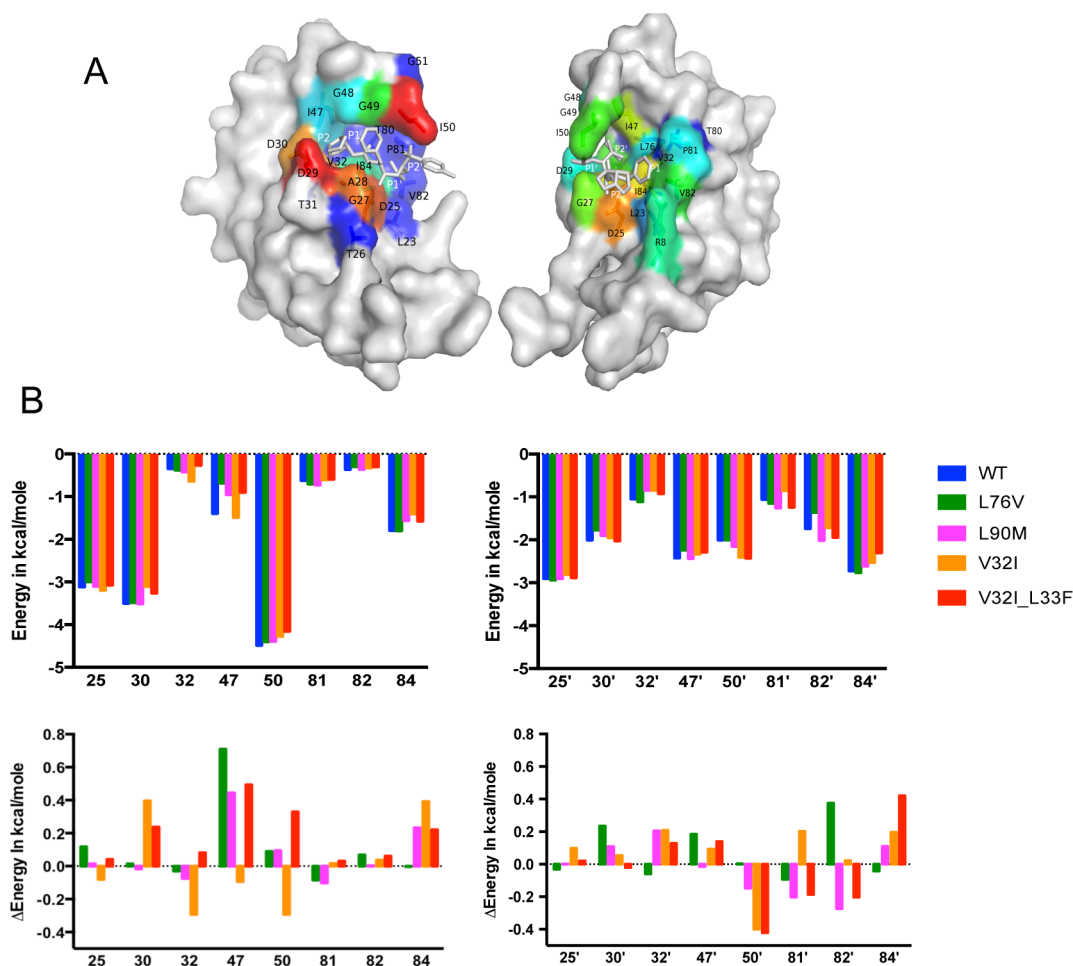 A
G51
G48
G49
I47
I50
T80
P1
P2
D30
P81
V32
I84
P2'
D29
A28
P1'
G27
D25
V82
T31
L23
T26
G48
G49
I47
T80
I50
L76
P81
P2'
V32
D29
P1'
P1
I84
V82
G27
P2
L23
D25
R8
B
Energy in kcal/mole
0
-1
-2
-3
-4
-5
25 30 32 47 50 81 82 84
Energy in kcal/mole
0
-1
-2
-3
-4
-5
25' 30' 32' 47' 50' 81' 82' 84'
WT
L76V
L90M
V32I
V32I_L33F
ΔEnergy in kcal/mole
0.8
0.6
0.4
0.2
0.0
-0.2
-0.4
25 30 32 47 50 81 82 84
ΔEnergy in kcal/mole
0.8
0.6
0.4
0.2
0.0
-0.2
-0.4
25' 30' 32' 47' 50' 81' 82' 84'